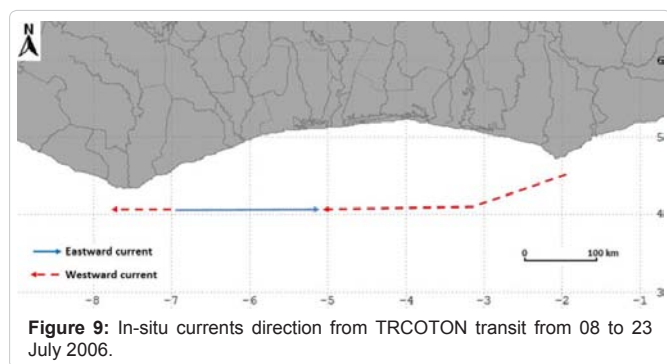 N
6
5
4
3
Eastward current
Westward current
0 100 km
-8 -7 -6 -5 -4 -3 -2 -1
Figure 9: In-situ currents direction from TRCOTON transit from 08 to 23
July 2006.